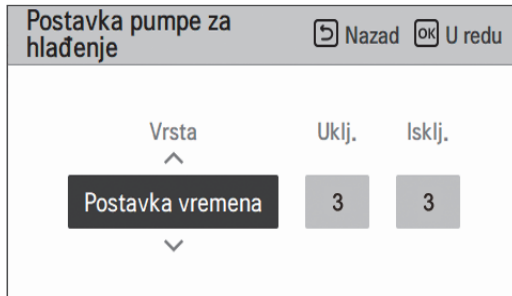 Postavka pumpe za
hlađenje
Nazad OK U redu
Vrsta Uklj. Isklj.
Postavka vremena 3 3